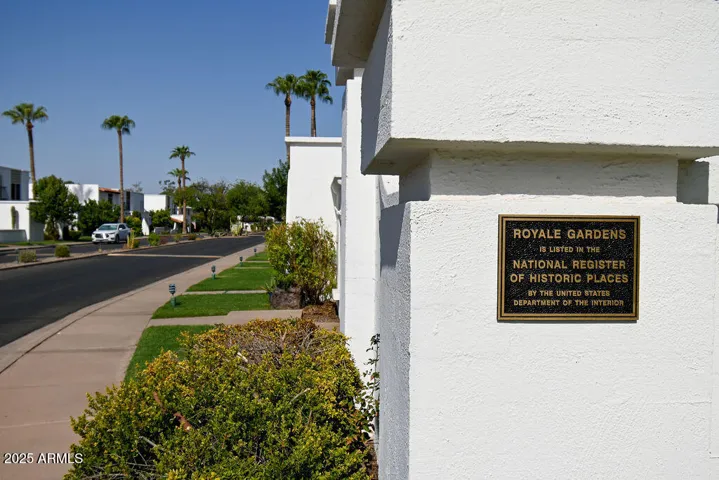 ROYALE GARDENS
IS LISTED IN THE
NATIONAL REGISTER
OF HISTORIC PLACES
BY THE UNITED STATES
DEPARTMENT OF THE INTERIOR
2025 ARMLS